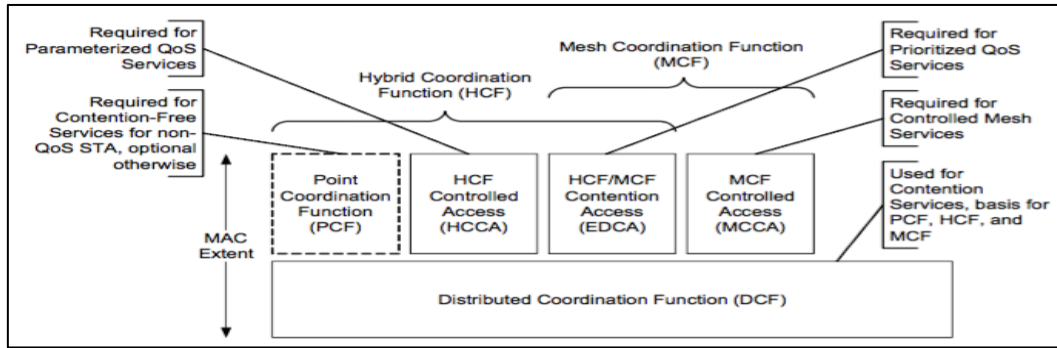 Required for
Parameterized QoS
Services
Mesh Coordination Function
(MCF)
Required for
Prioritized QoS
Services
Hybrid Coordination
Function (HCF)
Required for
Contention-Free
Services for non-
QoS STA, optional
otherwise
Required for
Controlled Mesh
Services
Point
Coordination
Function
(PCF)
HCF
Controlled
Access
(HCCA)
HCF/MCF
Contention
Access
(EDCA)
MCF
Controlled
Access
(MCCA)
Used for
Contention
Services, basis for
PCF, HCF, and
MCF
MAC
Extent
Distributed Coordination Function (DCF)